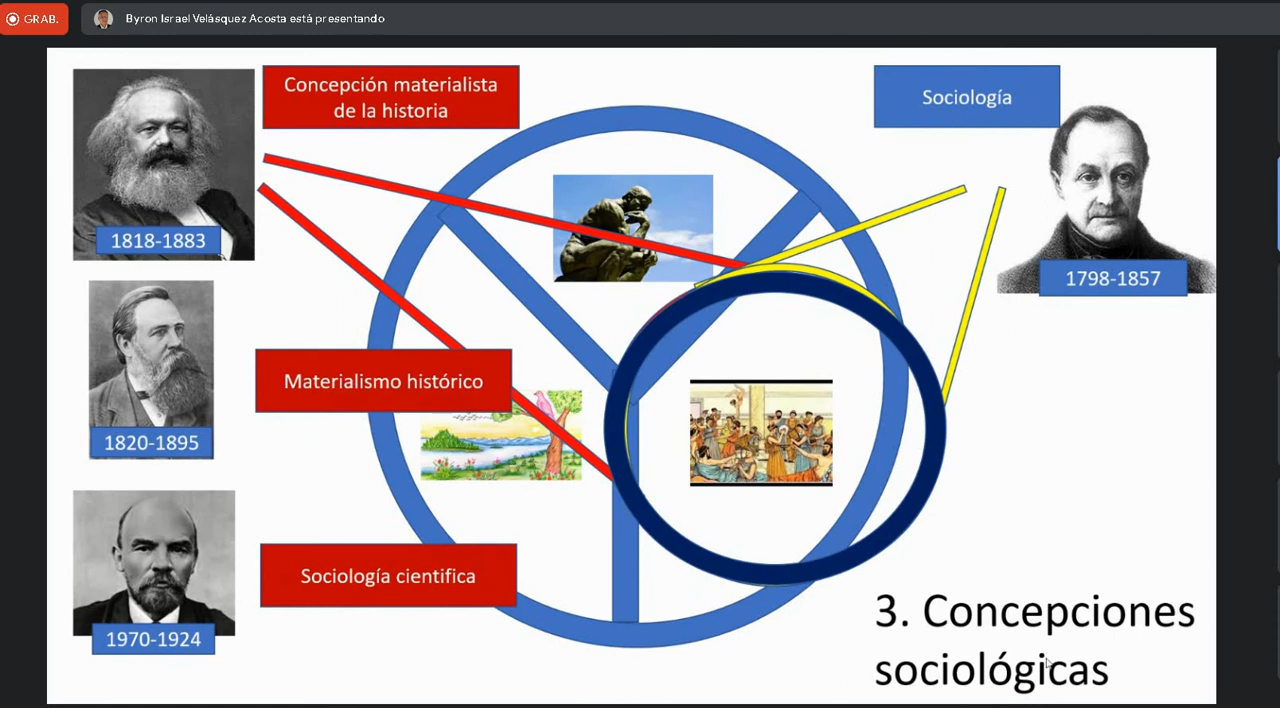 GRAB.
Byron Israel Velásquez Acosta está presentando
Concepción materialista
de la historia
Sociología
1818-1883
1798-1857
Materialismo histórico
1820-1895
Sociología cientifica
1970-1924
3. Concepciones
sociológicas